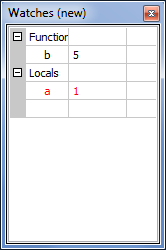 Watches (new)
Function
b 5
Locals
a 1